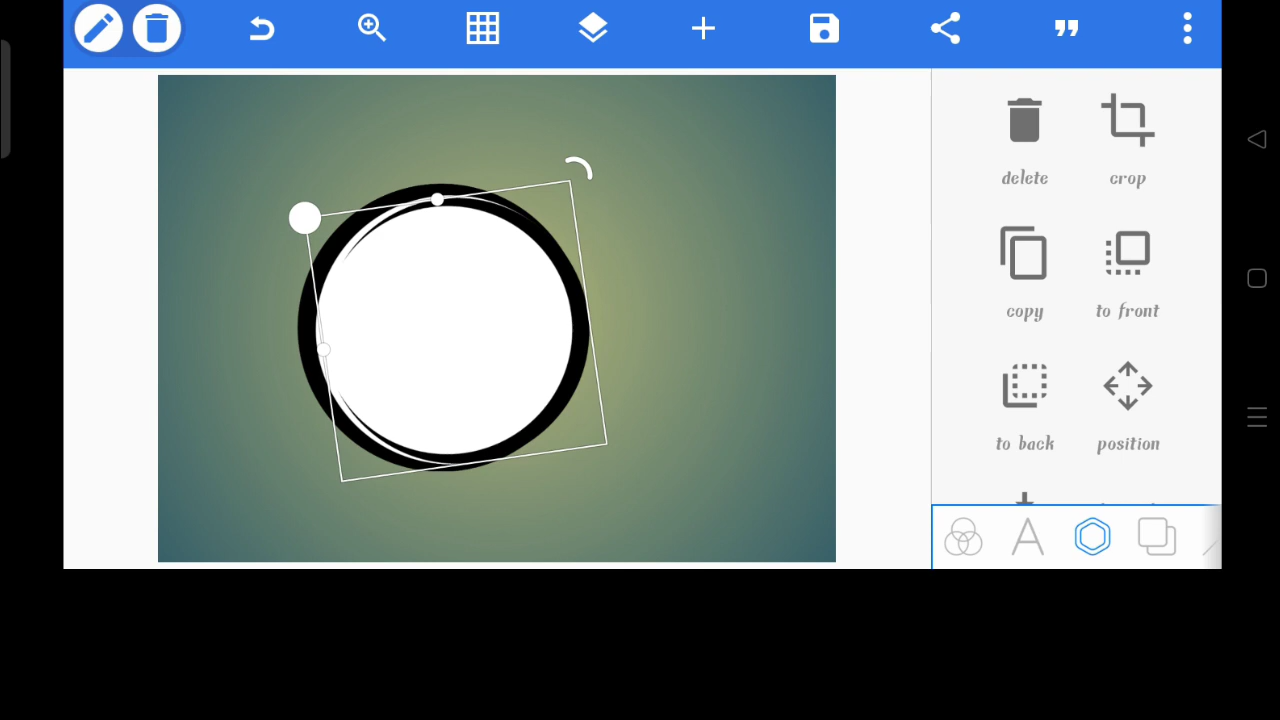 delete
crop
copy
to front
to back
position